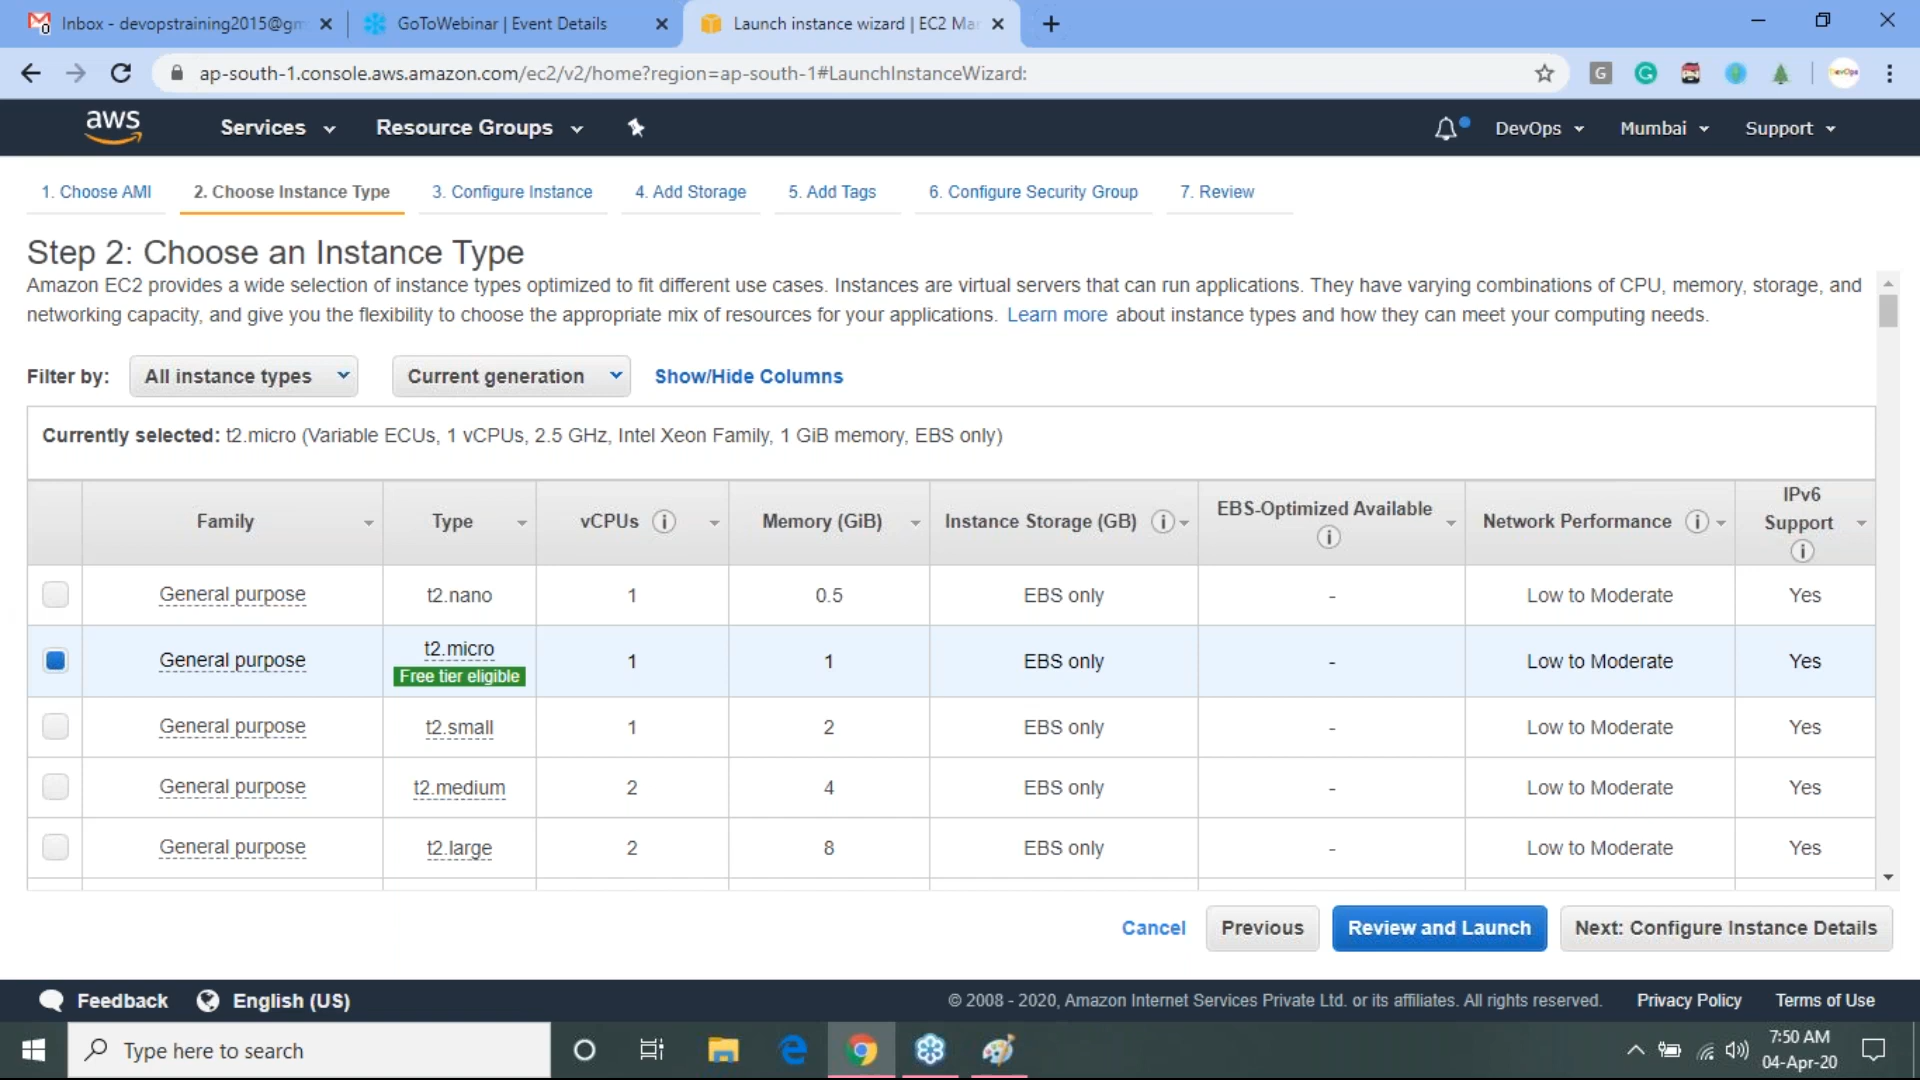 Inbox - devopstraining2015@gm
GoToWebinar | Event Details
Launch instance wizard | EC2 Ma
ap-south-1.console.aws.amazon.com/ec2/v2/home?region=ap-south-1#LaunchInstanceWizard:
aws
Services
Resource Groups
DevOps
Mumbai
Support
1. Choose AMI
2. Choose Instance Type
3. Configure Instance
4. Add Storage
5. Add Tags
6. Configure Security Group
7. Review
Step 2: Choose an Instance Type
Amazon EC2 provides a wide selection of instance types optimized to fit different use cases. Instances are virtual servers that can run applications. They have varying combinations of CPU, memory, storage, and
networking capacity, and give you the flexibility to choose the appropriate mix of resources for your applications. Learn more about instance types and how they can meet your computing needs.
Filter by: All instance types Current generation Show/Hide Columns
Currently selected: t2.micro (Variable ECUs, 1 vCPUs, 2.5 GHz, Intel Xeon Family, 1 GiB memory, EBS only)
Family Type vCPUs Memory (GiB) Instance Storage (GB) EBS-Optimized Available Network Performance IPv6 Support
General purpose t2.nano 1 0.5 EBS only - Low to Moderate Yes
General purpose t2.micro Free tier eligible 1 1 EBS only - Low to Moderate Yes
General purpose t2.small 1 2 EBS only - Low to Moderate Yes
General purpose t2.medium 2 4 EBS only - Low to Moderate Yes
General purpose t2.large 2 8 EBS only - Low to Moderate Yes
Cancel Previous Review and Launch Next: Configure Instance Details
Feedback English (US)
© 2008 - 2020, Amazon Internet Services Private Ltd. or its affiliates. All rights reserved. Privacy Policy Terms of Use
Type here to search
7:50 AM
04-Apr-20